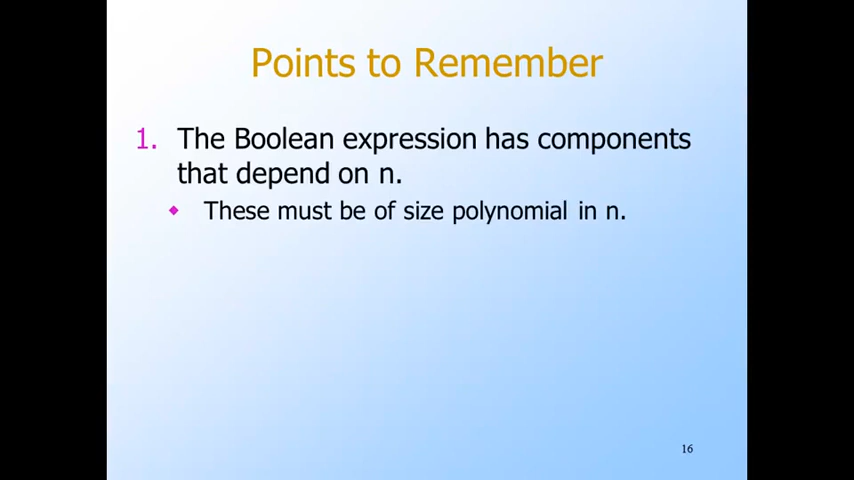 Points to Remember
1. The Boolean expression has components
that depend on n.
◆ These must be of size polynomial in n.
16